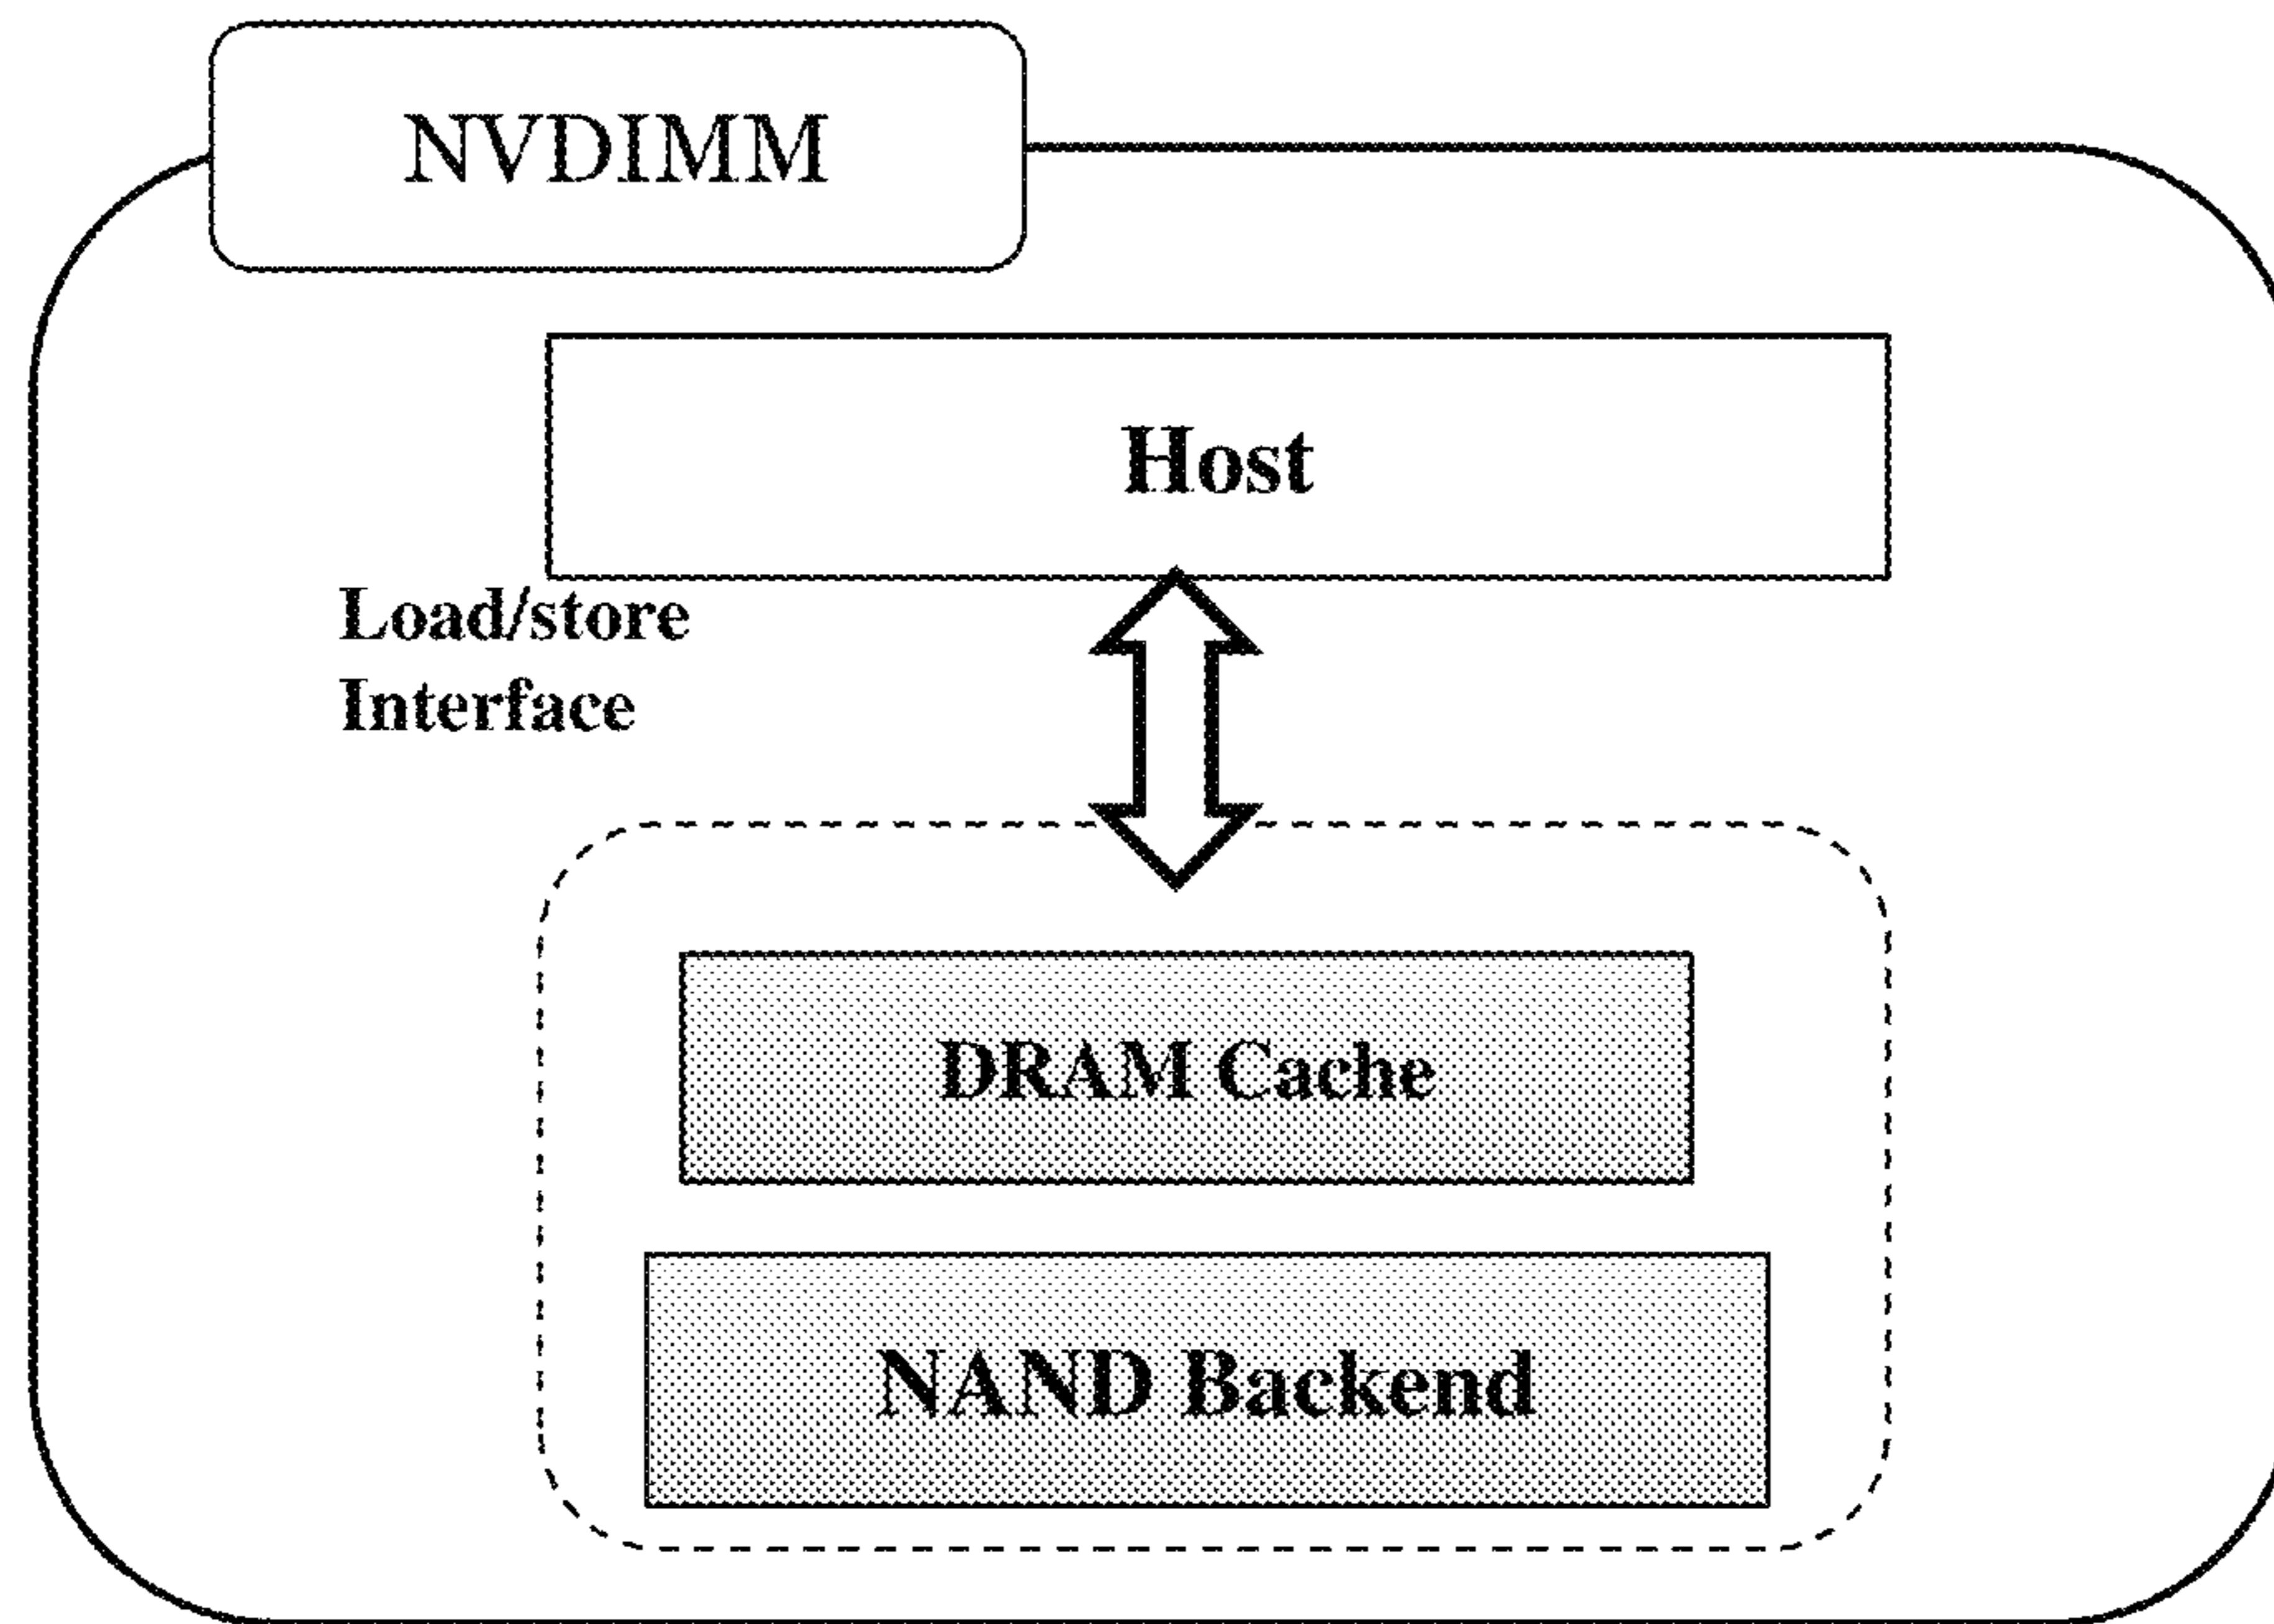 NVDIMM
Host
Load/store
Interface
DRAM Cache
NAND Backend